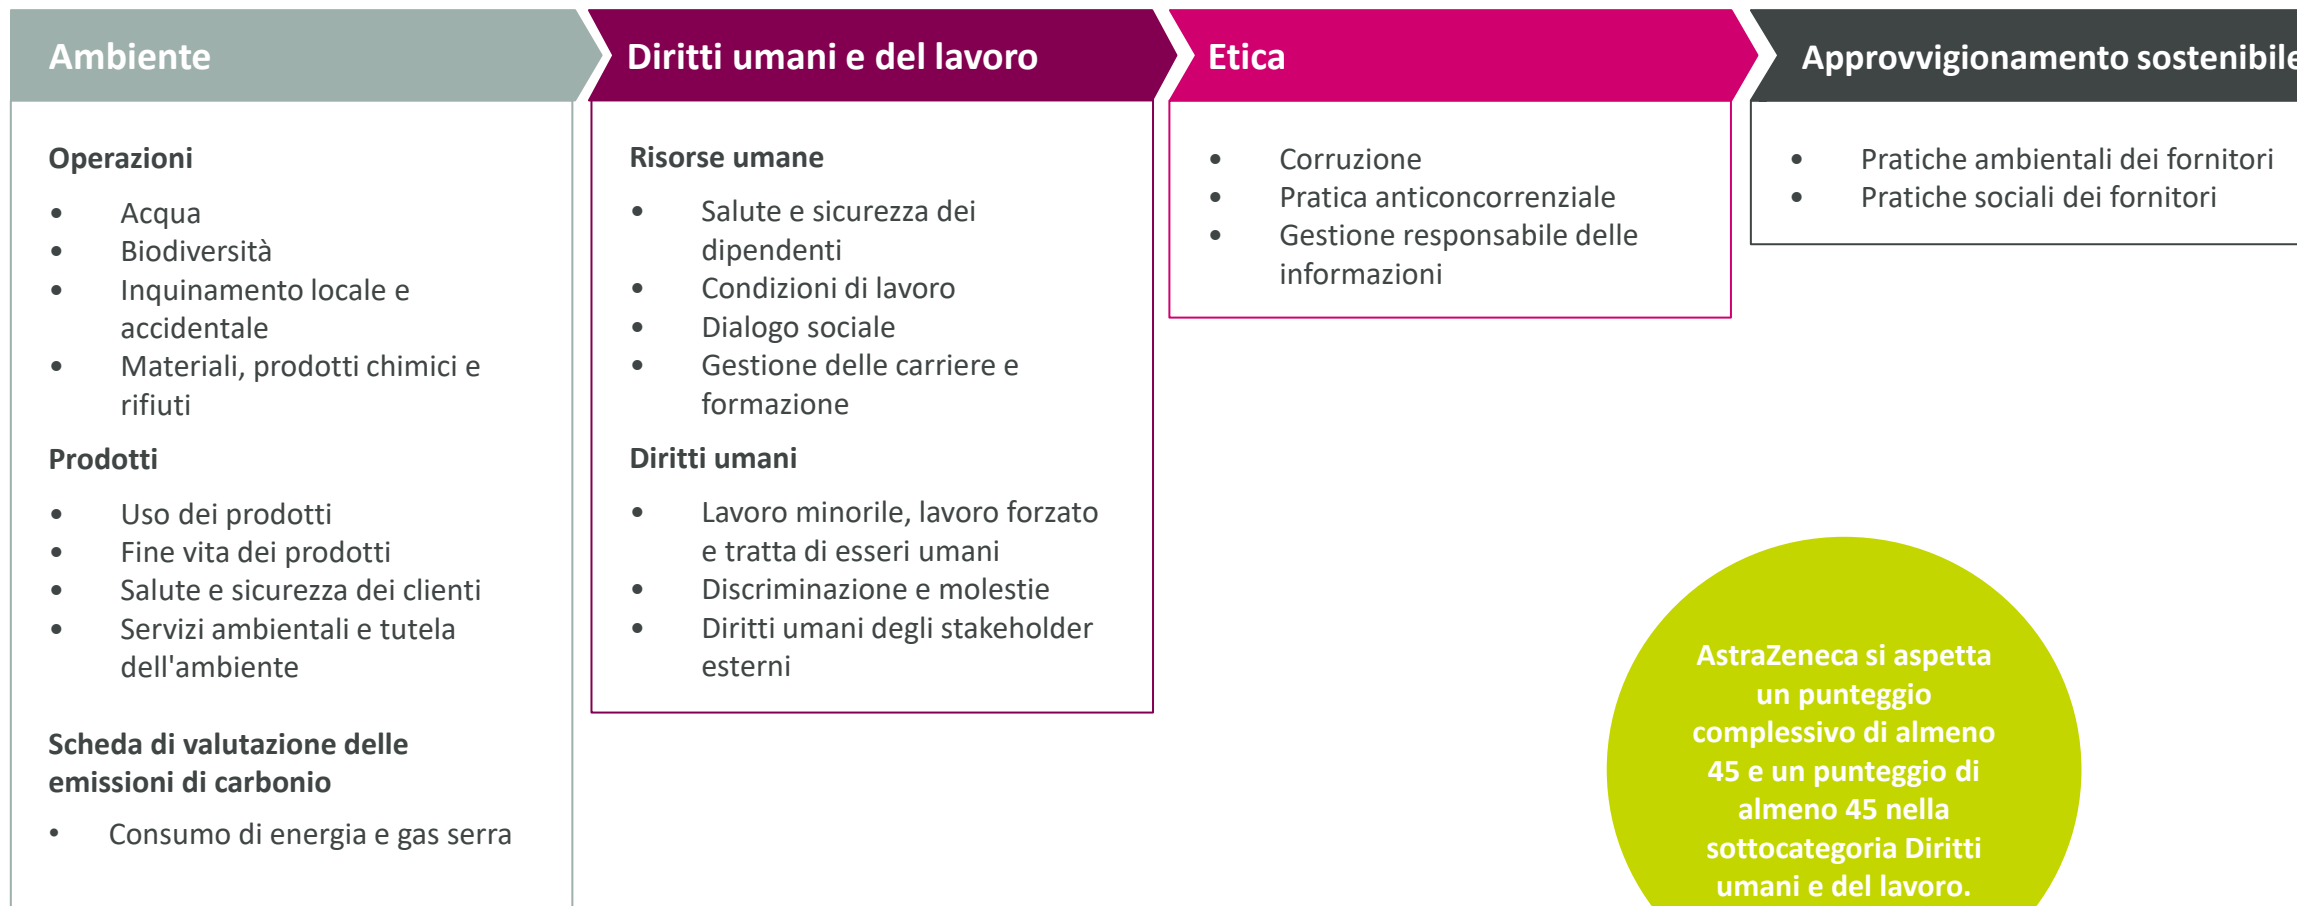 Ambiente
Operazioni
• Acqua
• Biodiversità
• Inquinamento locale e
accidentale
• Materiali, prodotti chimici e
rifiuti
Prodotti
• Uso dei prodotti
• Fine vita dei prodotti
• Salute e sicurezza dei clienti
• Servizi ambientali e tutela
dell'ambiente
Scheda di valutazione delle
emissioni di carbonio
• Consumo di energia e gas serra
Diritti umani e del lavoro
Risorse umane
• Salute e sicurezza dei
dipendenti
• Condizioni di lavoro
• Dialogo sociale
• Gestione delle carriere e
formazione
Diritti umani
• Lavoro minorile, lavoro forzato
e tratta di esseri umani
• Discriminazione e molestie
• Diritti umani degli stakeholder
esterni
Etica
• Corruzione
• Pratica anticoncorrenziale
• Gestione responsabile delle
informazioni
Approvvigionamento sostenibile
• Pratiche ambientali dei fornitori
• Pratiche sociali dei fornitori
AstraZeneca si aspetta
un punteggio
complessivo di almeno
45 e un punteggio di
almeno 45 nella
sottocategoria Diritti
umani e del lavoro.